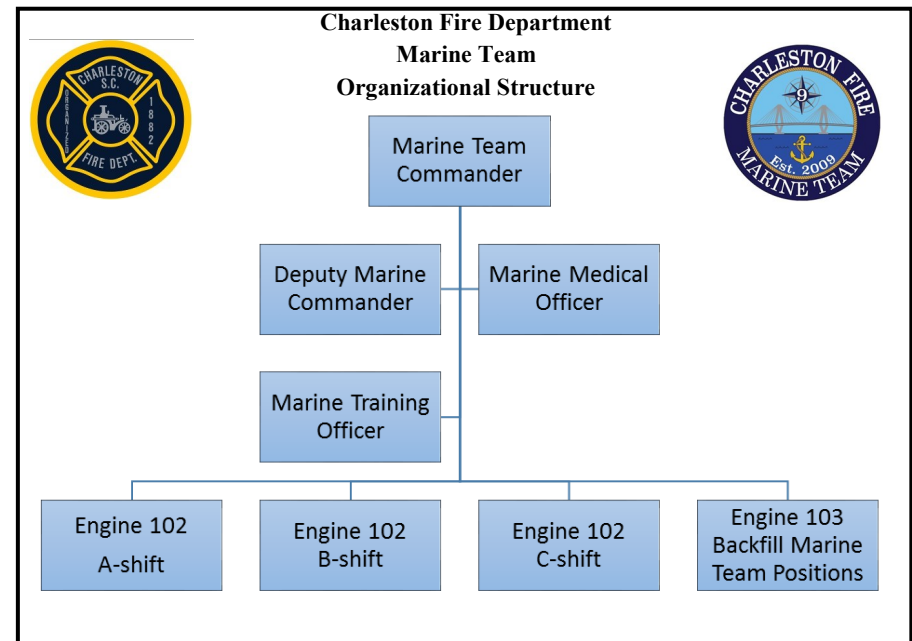 Charleston Fire Department
Marine Team
Organizational Structure
CHARLESTON
S.C.
ORGANIZED
1882
FIRE DEPT.
CHARLESTON FIRE
9
Est. 2009
MARINE TEAM
Marine Team
Commander
Deputy Marine
Commander
Marine Medical
Officer
Marine Training
Officer
Engine 102
A-shift
Engine 102
B-shift
Engine 102
C-shift
Engine 103
Backfill Marine
Team Positions